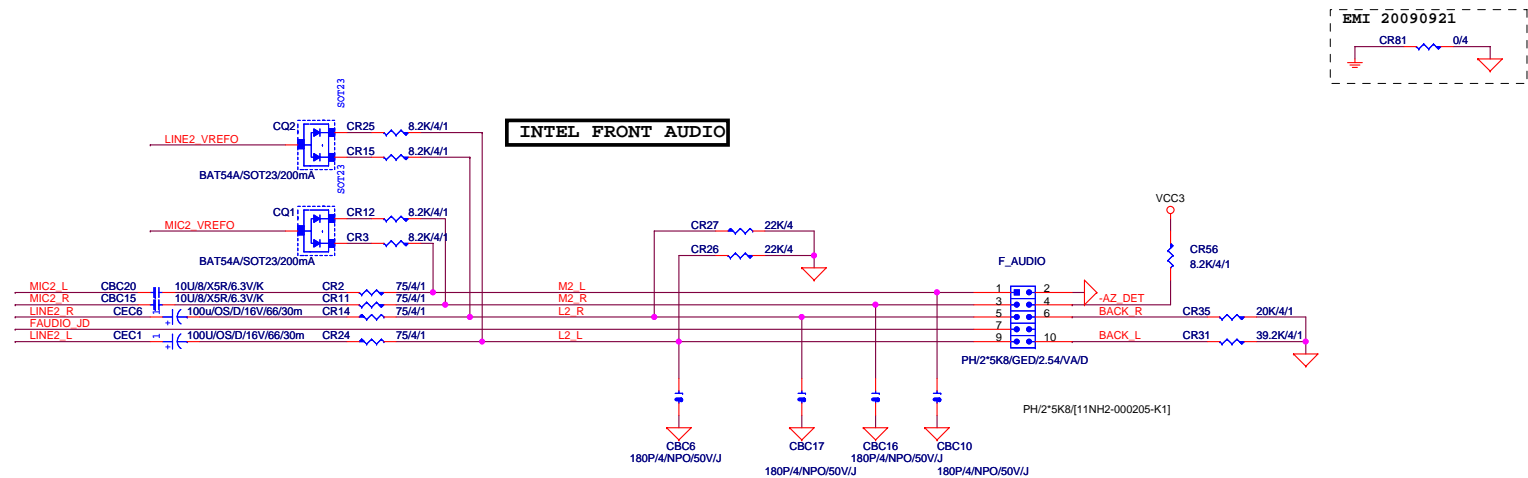 EMI 20090921
CR81 0/4
SOT23
CQ2 CR25 8.2K/4/1
LINE2_VREFO
CR15 8.2K/4/1
BAT54A/SOT23/200mA
INTEL FRONT AUDIO
SOT23
CQ1 CR12 8.2K/4/1
MIC2_VREFO
CR3 8.2K/4/1
BAT54A/SOT23/200mA
CR27 22K/4
CR26 22K/4
VCC3
CR56
8.2K/4/1
F_AUDIO
MIC2_L CBC20 10U/8/X5R/6.3V/K CR2 75/4/1 M2_L 1 2
MIC2_R CBC15 10U/8/X5R/6.3V/K CR11 75/4/1 M2_R 3 4 -AZ_DET
LINE2_R CEC6 1 + 100u/OS/D/16V/66/30m CR14 75/4/1 L2_R 5 6 BACK_R CR35 20K/4/1
FAUDIO_JD 7
LINE2_L CEC1 1 + 100U/OS/D/16V/66/30m CR24 75/4/1 L2_L 9 10 BACK_L CR31 39.2K/4/1
PH/2*5K8/GED/2.54/VA/D
PH/2*5K8/[11NH2-000205-K1]
CBC6
180P/4/NPO/50V/J
CBC17
180P/4/NPO/50V/J
CBC16
180P/4/NPO/50V/J
CBC10
180P/4/NPO/50V/J